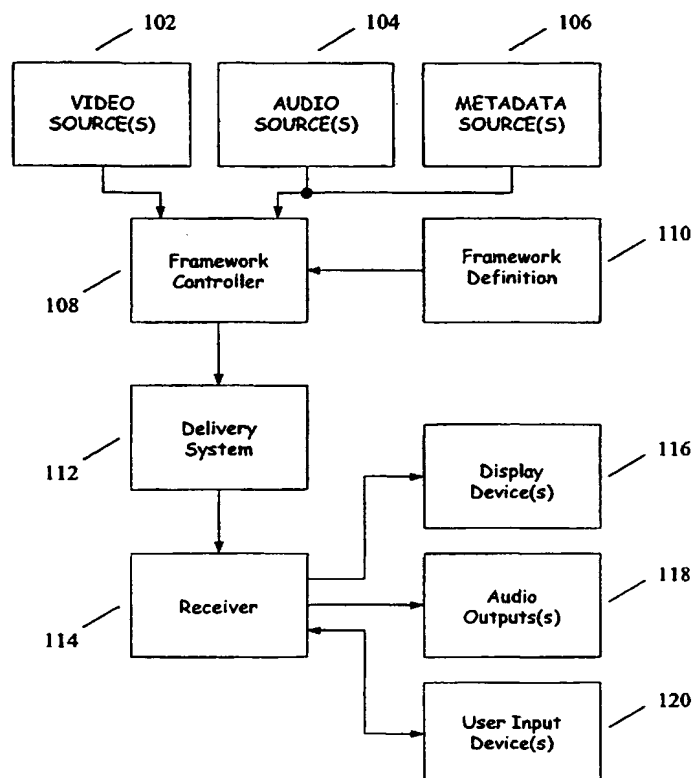 102
104
106
VIDEO
SOURCE(S)
AUDIO
SOURCE(S)
METADATA
SOURCE(S)
Framework
Controller
108
Framework
Definition
110
Delivery
System
112
Display
Device(s)
116
Receiver
114
Audio
Outputs(s)
118
User Input
Device(s)
120